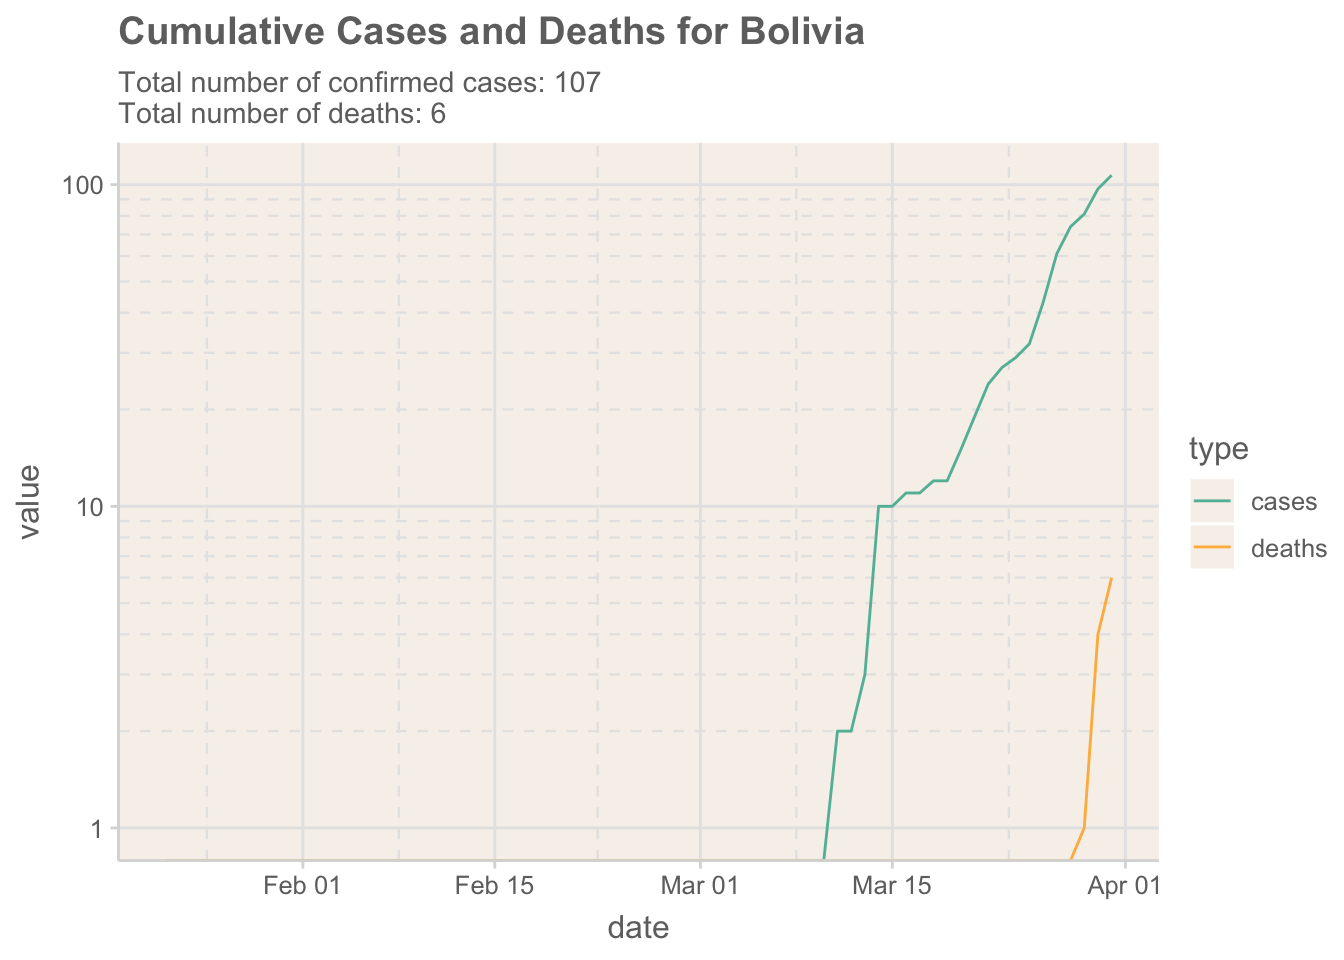 Cumulative Cases and Deaths for Bolivia
Total number of confirmed cases: 107
Total number of deaths: 6
100
10
1
value
Feb 01
Feb 15
Mar 01
Mar 15
Apr 01
date
type
cases
deaths